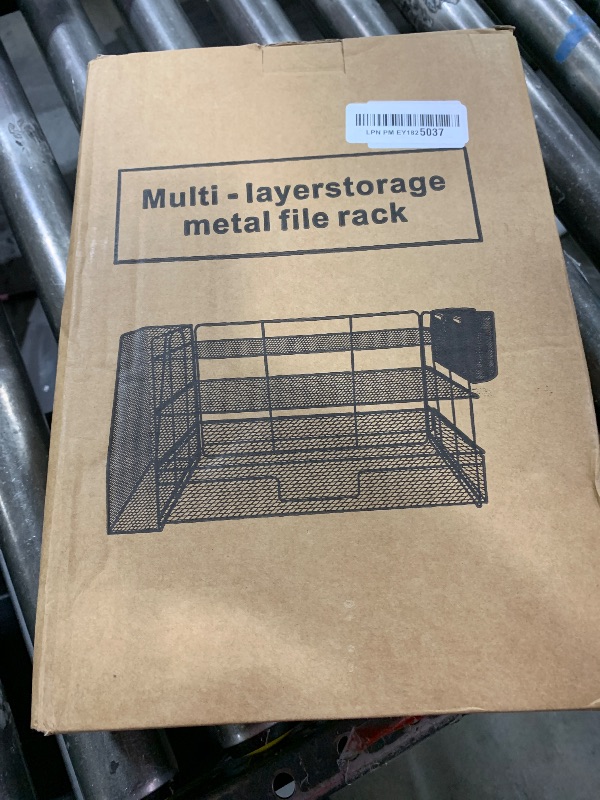 LPN PM EY182 5037
Multi - layerstorage
metal file rack